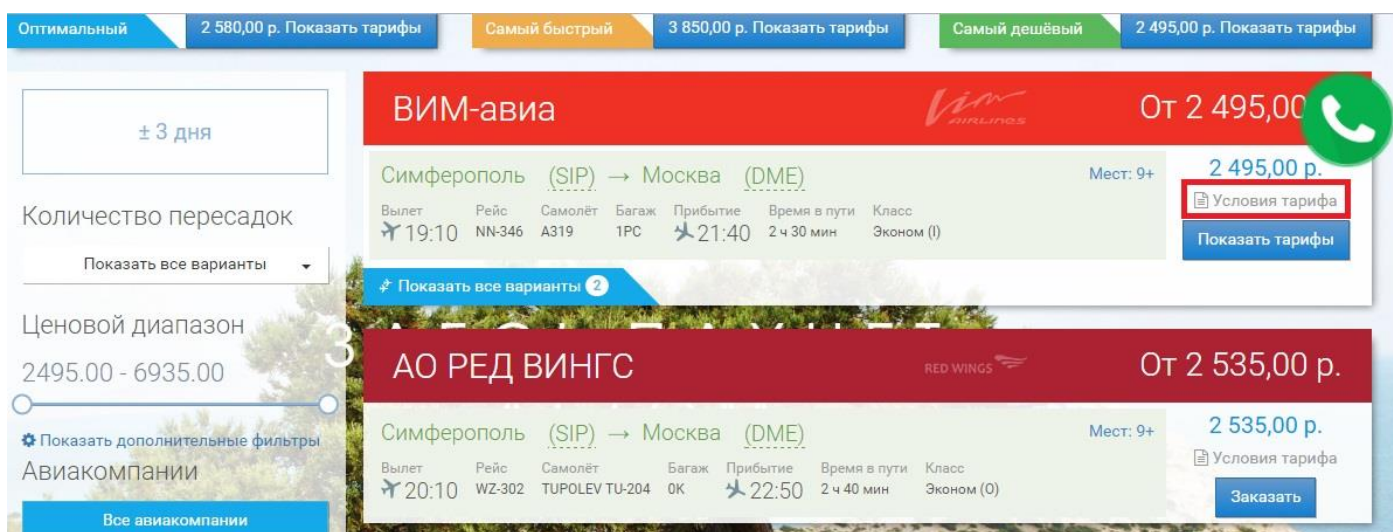 Оптимальный 2 580,00 р. Показать тарифы Самый быстрый 3 850,00 р. Показать тарифы Самый дешёвый 2 495,00 р. Показать тарифы
± 3 дня
Количество пересадок
Показать все варианты
Ценовой диапазон
2495.00 - 6935.00
Показать дополнительные фильтры
Авиакомпании
Все авиакомпании
ВИМ-авиа Vim AIRLINES От 2 495,00
Симферополь (SIP) → Москва (DME) Мест: 9+ 2 495,00 р.
Условия тарифа
Вылет Рейс Самолёт Багаж Прибытие Время в пути Класс
19:10 NN-346 A319 1PC 21:40 2 ч 30 мин Эконом (I)
Показать тарифы
Показать все варианты 2
АО РЕД ВИНГС RED WINGS От 2 535,00 р.
Симферополь (SIP) → Москва (DME) Мест: 9+ 2 535,00 р.
Условия тарифа
Вылет Рейс Самолёт Багаж Прибытие Время в пути Класс
20:10 WZ-302 TUPOLEV TU-204 0K 22:50 2 ч 40 мин Эконом (O)
Заказать